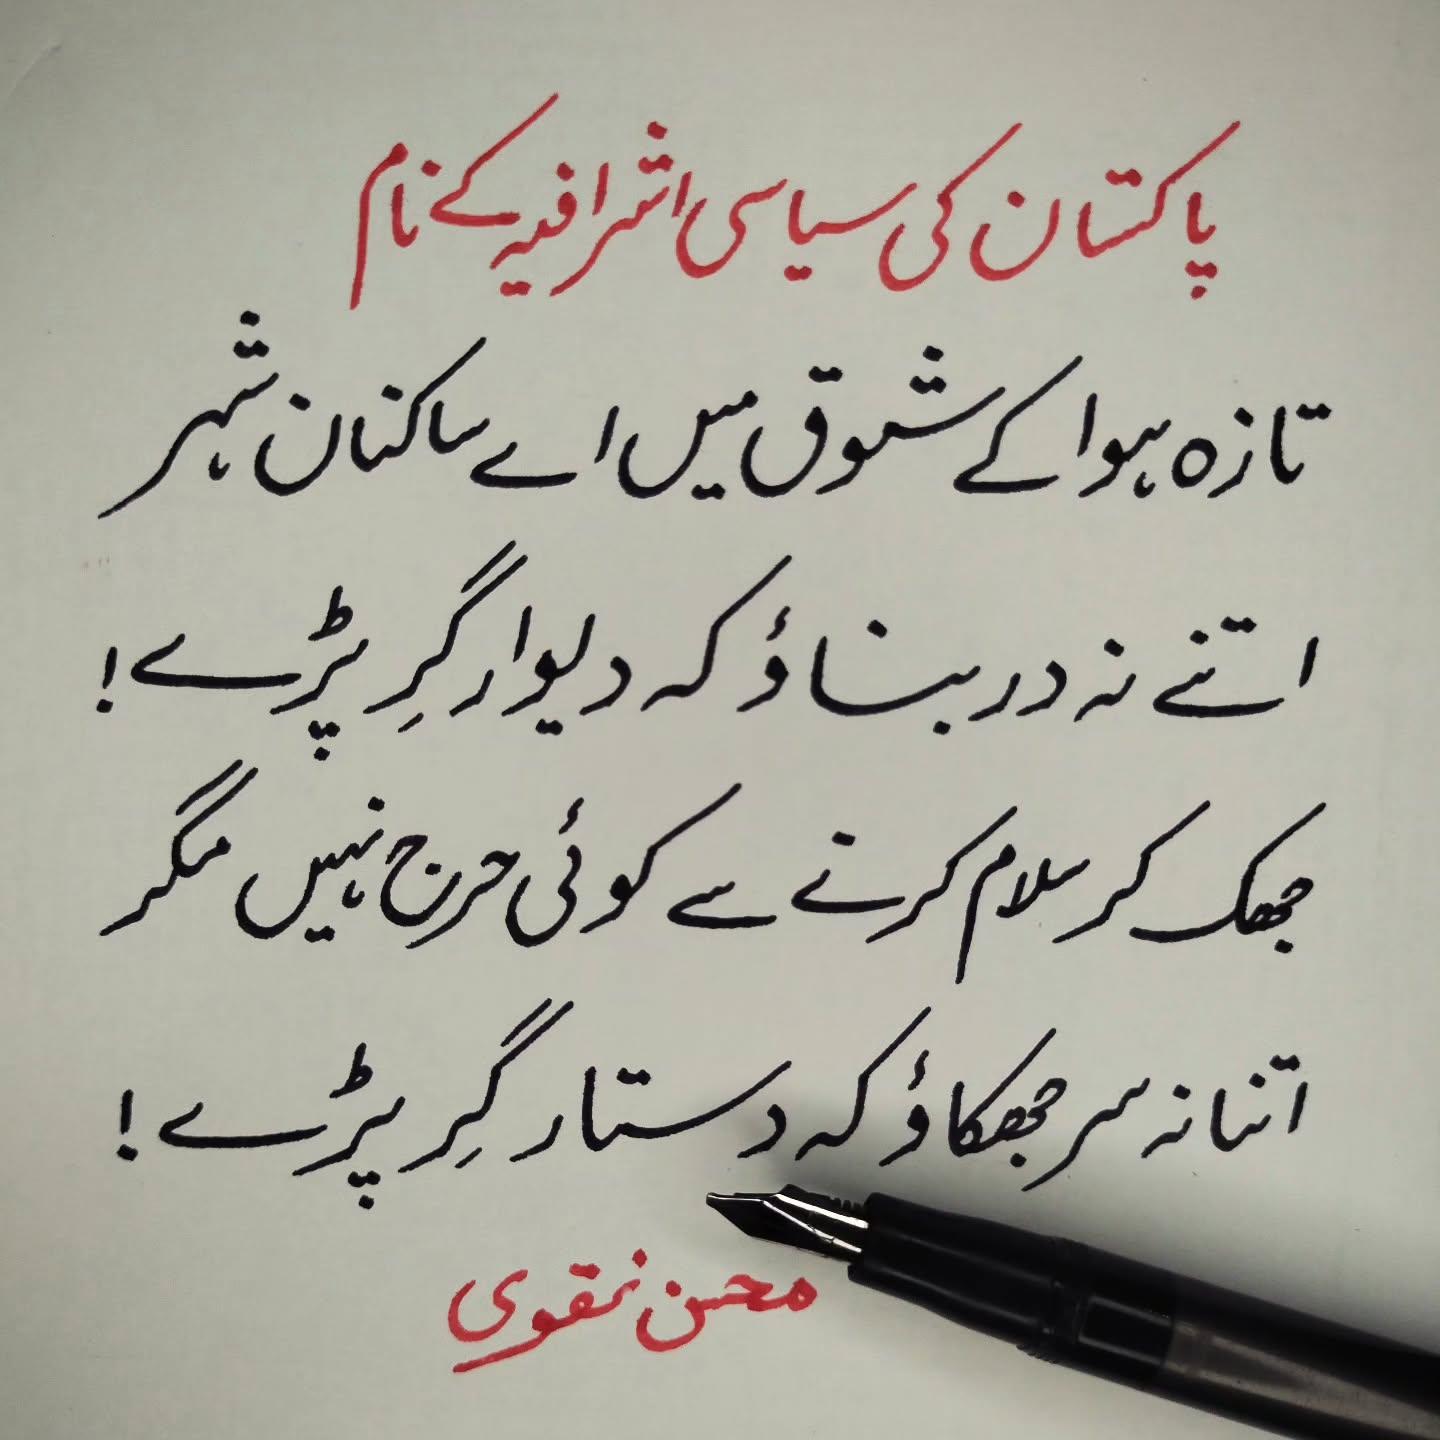 پاکستان کی سیاسی اشرافیہ کے نام
تازہ ہوا کے شوق میں اے ساکنان شہر
اتنے نہ در بناؤ کہ دیوار گِر پڑے!
جھک کر سلام کرنے سے کوئی حرج نہیں مگر
اتنا نہ سر جھکاؤ کہ دستار گِر پڑے!
محسن نقوی